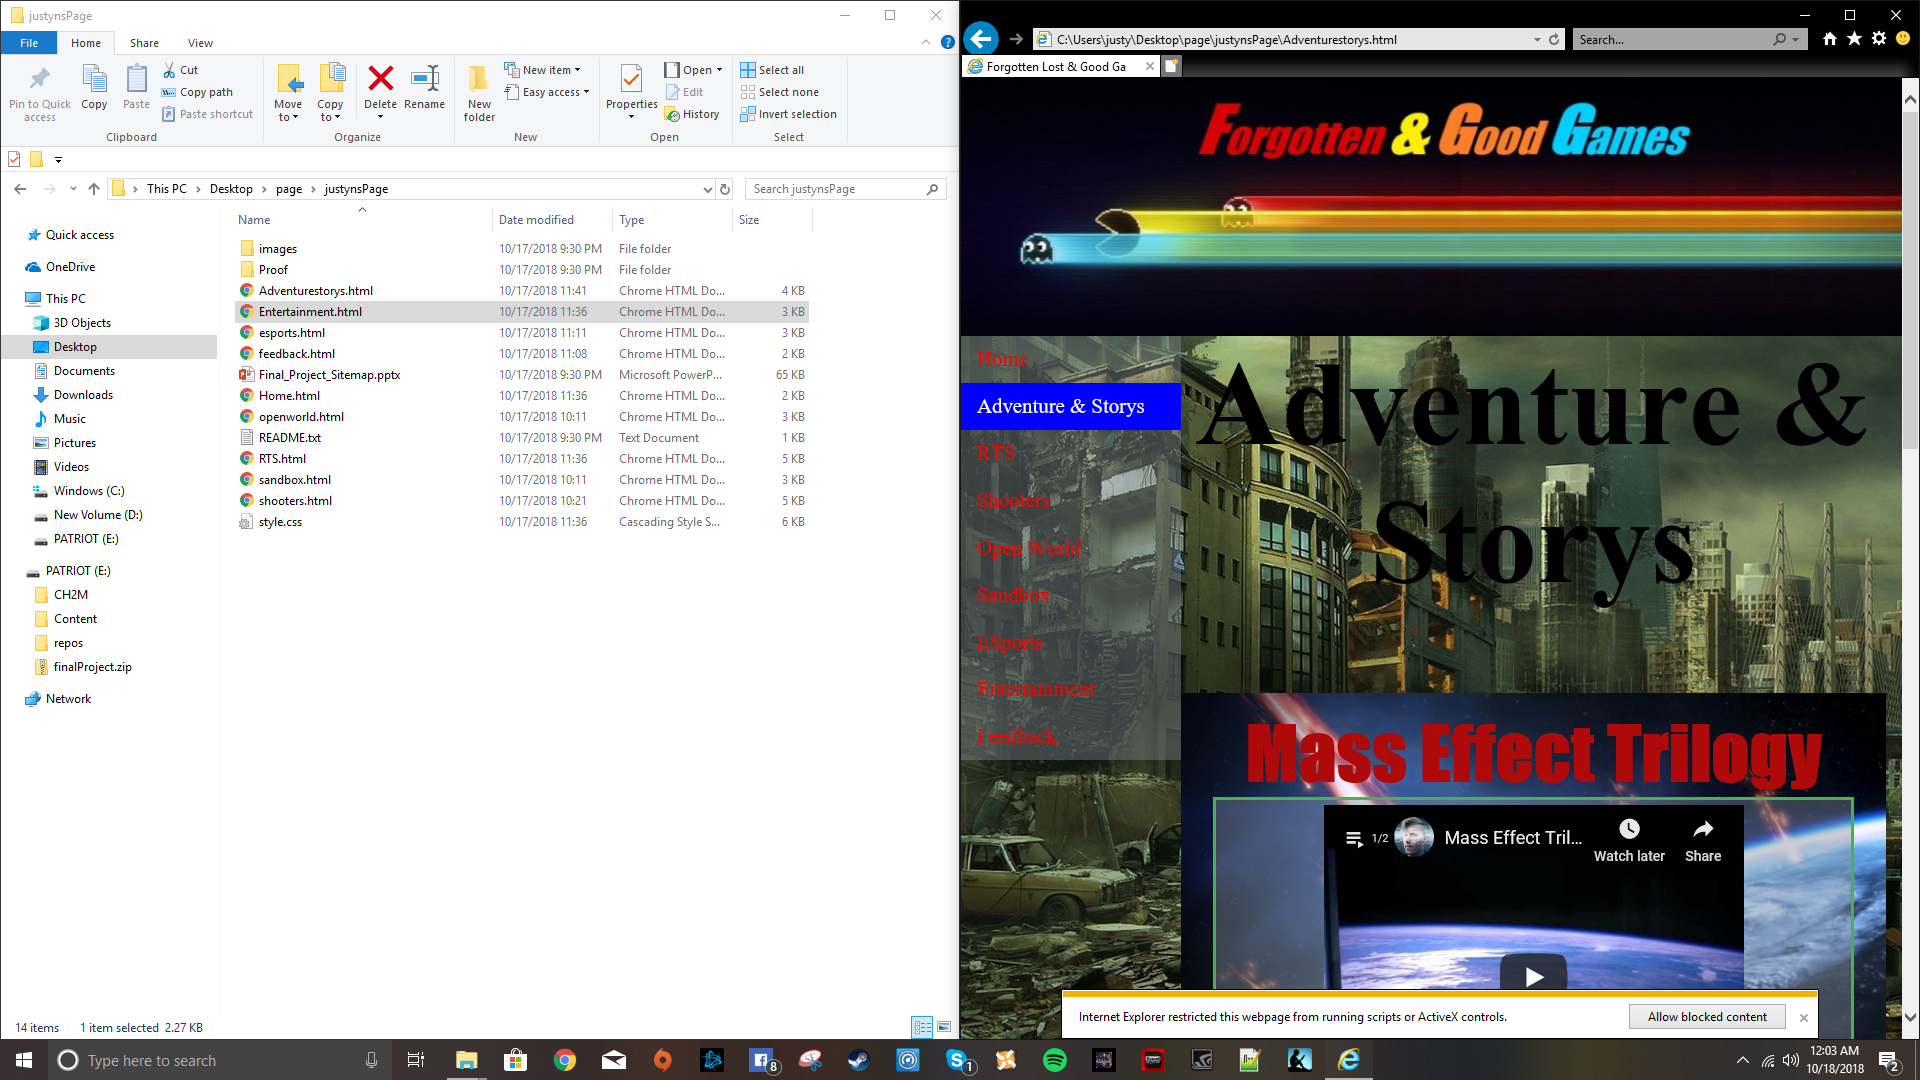 justynsPage
File Home Share View
Pin to Quick access
Copy
Paste
Cut
Copy path
Paste shortcut
Clipboard
Move to
Copy to
Delete
Rename
Organize
New folder
New item
Easy access
New
Properties
Open
Edit
History
Open
Select all
Select none
Invert selection
Select
This PC Desktop page justynsPage
Search justynsPage
Name Date modified Type Size
Quick access
OneDrive
This PC
3D Objects
Desktop
Documents
Downloads
Music
Pictures
Videos
Windows (C:)
New Volume (D:)
PATRIOT (E:)
PATRIOT (E:)
CH2M
Content
repos
finalProject.zip
Network
images 10/17/2018 9:30 PM File folder
Proof 10/17/2018 9:30 PM File folder
Adventurestorys.html 10/17/2018 11:41 Chrome HTML Do... 4 KB
Entertainment.html 10/17/2018 11:36 Chrome HTML Do... 3 KB
esports.html 10/17/2018 11:11 Chrome HTML Do... 3 KB
feedback.html 10/17/2018 11:08 Chrome HTML Do... 2 KB
Final_Project_Sitemap.pptx 10/17/2018 9:30 PM Microsoft PowerP... 65 KB
Home.html 10/17/2018 11:36 Chrome HTML Do... 2 KB
openworld.html 10/17/2018 10:11 Chrome HTML Do... 3 KB
README.txt 10/17/2018 9:30 PM Text Document 1 KB
RTS.html 10/17/2018 11:36 Chrome HTML Do... 5 KB
sandbox.html 10/17/2018 10:11 Chrome HTML Do... 3 KB
shooters.html 10/17/2018 10:21 Chrome HTML Do... 5 KB
style.css 10/17/2018 11:36 Cascading Style S... 6 KB
14 items 1 item selected 2.27 KB
C:\Users\justy\Desktop\page\justynsPage\Adventurestorys.html
Search...
Forgotten Lost & Good Ga
Forgotten & Good Games
Home
Adventure & Storys
RTS
Shooters
Open World
Sandbox
ESports
Entertainment
Feedback
Adventure &
Storys
Mass Effect Trilogy
1/2 Mass Effect Tril...
Watch later
Share
Internet Explorer restricted this webpage from running scripts or ActiveX controls.
Allow blocked content
Type here to search
8
1
12:03 AM
10/18/2018
2